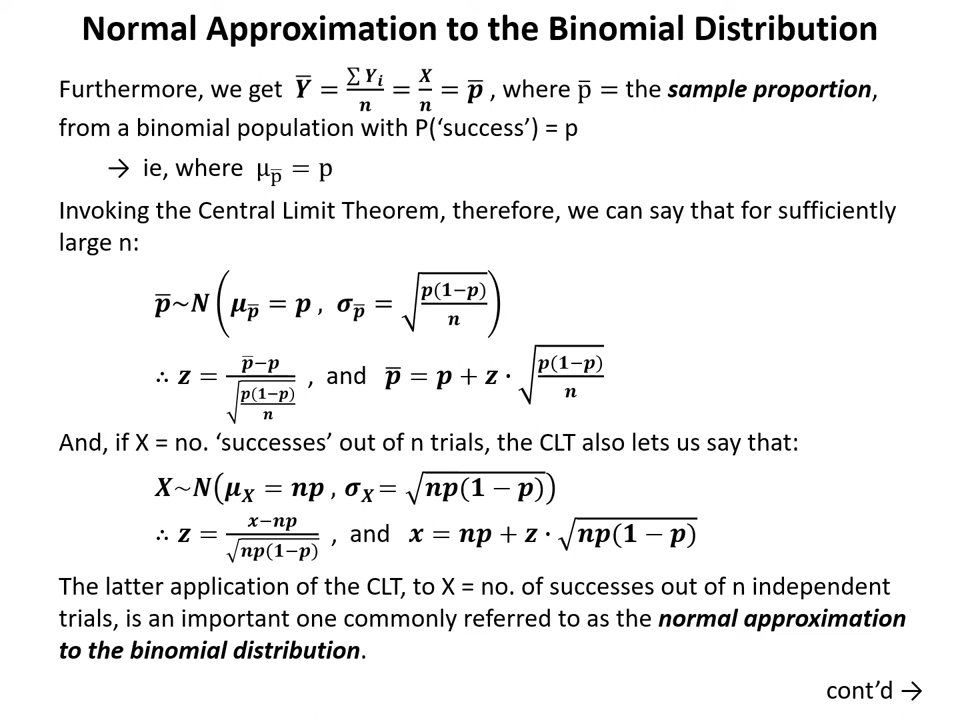 Normal Approximation to the Binomial Distribution
Furthermore, we get Y̅ = ∑Yᵢ/n = X/n = p̅ , where p̅ = the sample proportion,
from a binomial population with P(‘success’) = p
→ ie, where μ_p̅ = p
Invoking the Central Limit Theorem, therefore, we can say that for sufficiently
large n:
p̅~N(μ_p̅ = p , σ_p̅ = √(p(1−p)/n))
∴ z = (p̅−p)/√(p(1−p)/n) , and p̅ = p + z · √(p(1−p)/n)
And, if X = no. ‘successes’ out of n trials, the CLT also lets us say that:
X~N(μ_X = np , σ_X = √(np(1 − p)))
∴ z = (x−np)/√(np(1−p)) , and x = np + z · √(np(1 − p))
The latter application of the CLT, to X = no. of successes out of n independent
trials, is an important one commonly referred to as the normal approximation
to the binomial distribution.
cont’d →